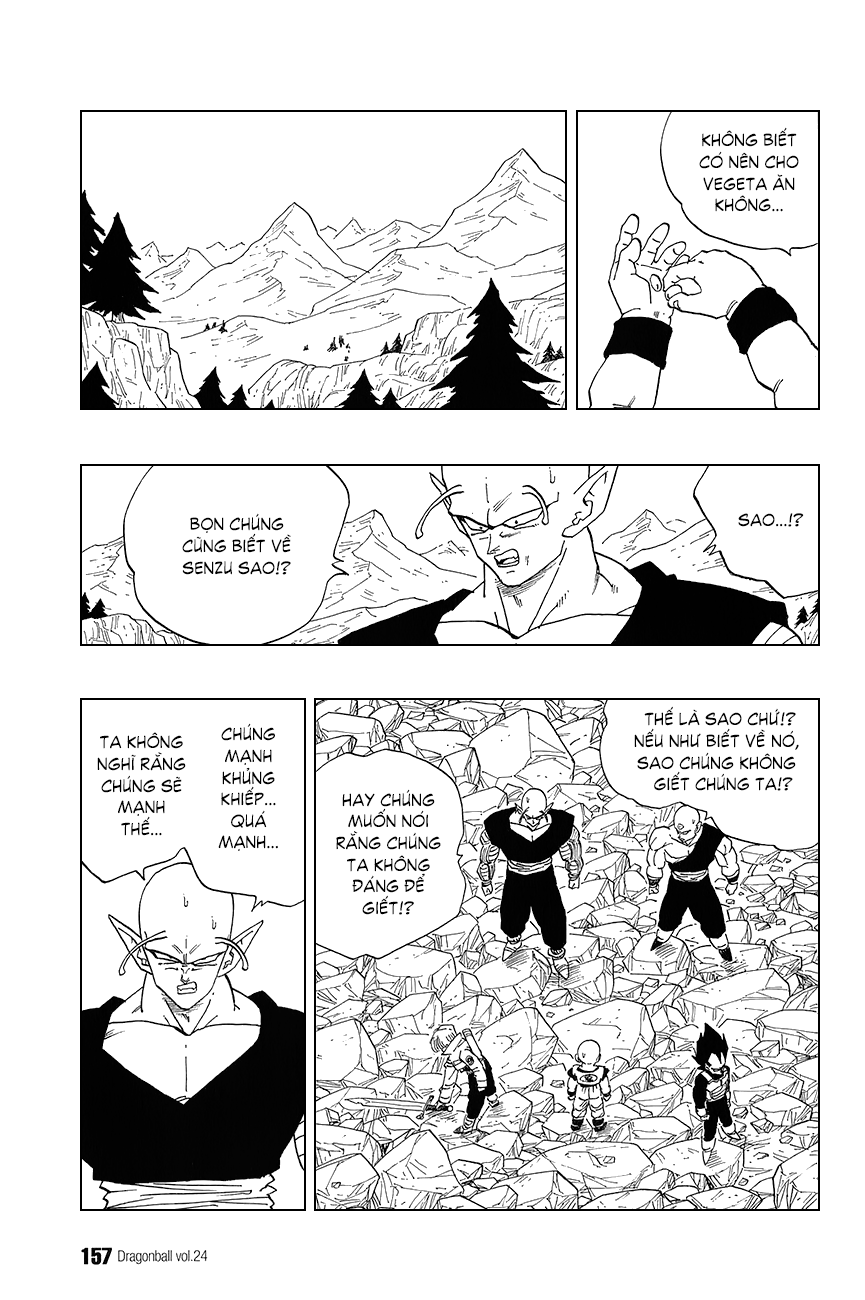 KHÔNG BIẾT
CÓ NÊN CHO
VEGETA ĂN
KHÔNG...
SAO...!?
BỌN CHÚNG
CŨNG BIẾT VỀ
SENZU SAO!?
THẾ LÀ SAO CHỨ!?
NẾU NHƯ BIẾT VỀ NÓ,
SAO CHÚNG KHÔNG
GIẾT CHÚNG TA!?
HAY CHÚNG
MUỐN NÓI
RẰNG CHÚNG
TA KHÔNG
ĐÁNG ĐỂ
GIẾT!?
CHÚNG
MẠNH
KHỦNG
KHIẾP...
QUÁ
MẠNH...
TA KHÔNG
NGHĨ RẰNG
CHÚNG SẼ
MẠNH
THẾ...
157 Dragonball vol.24